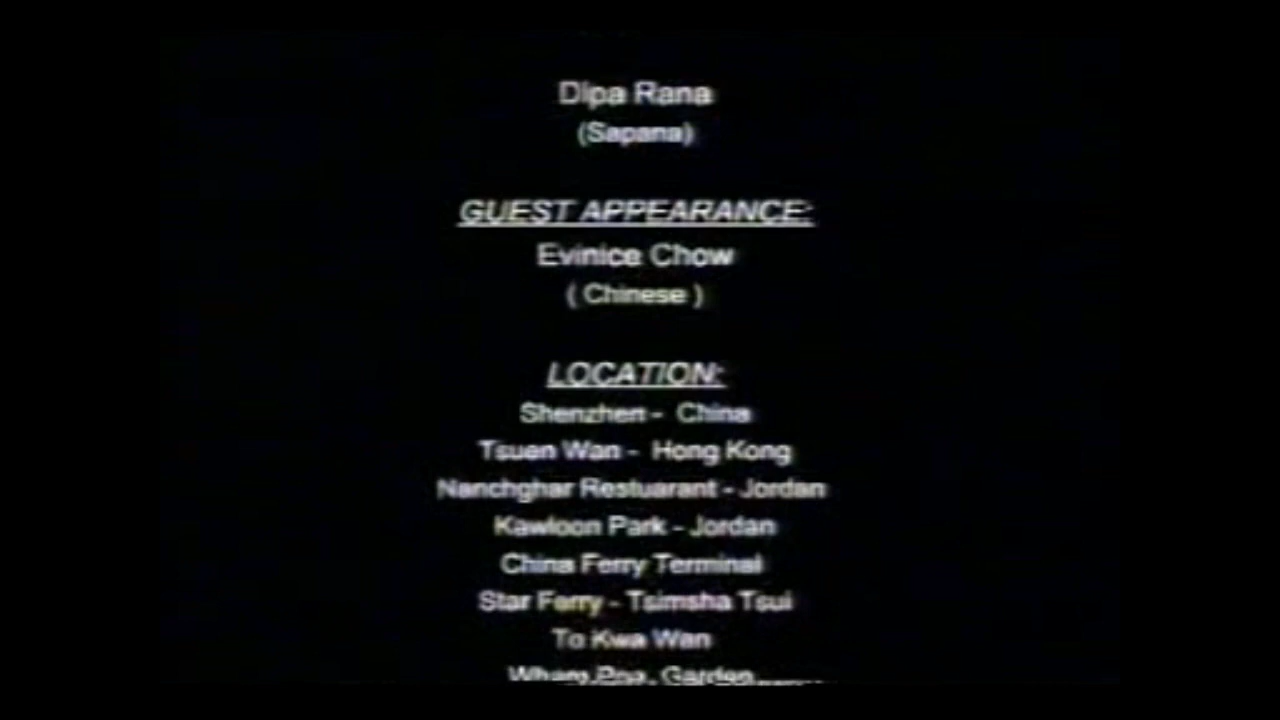 Dipa Rana
(Sapana)
GUEST APPEARANCE:
Evinice Chow
( Chinese )
LOCATION:
Shenzhen - China
Tsuen Wan - Hong Kong
Nanchghar Restuarant - Jordan
Kawloon Park - Jordan
China Ferry Terminal
Star Ferry - Tsimsha Tsui
To Kwa Wan
Garden